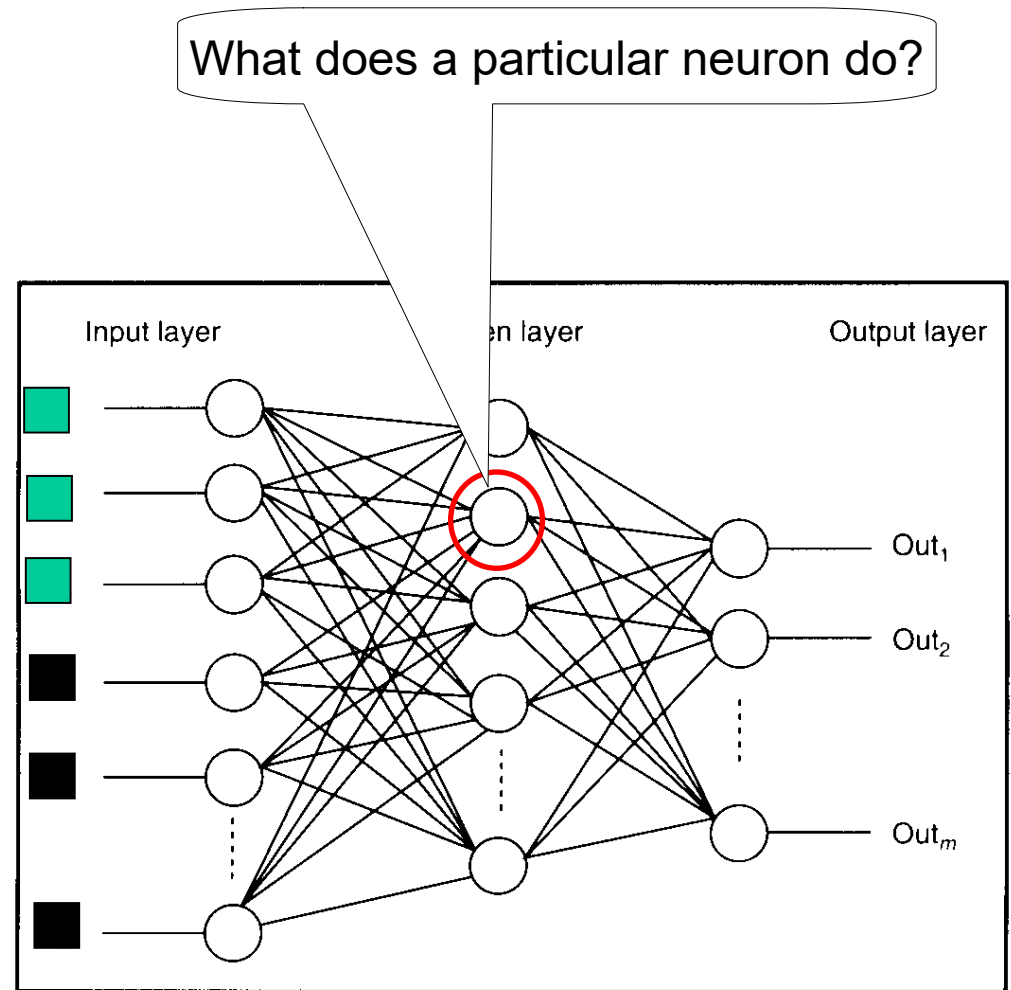 What does a particular neuron do?
Input layer
en layer
Output layer
Out₁
Out₂
Outₘ